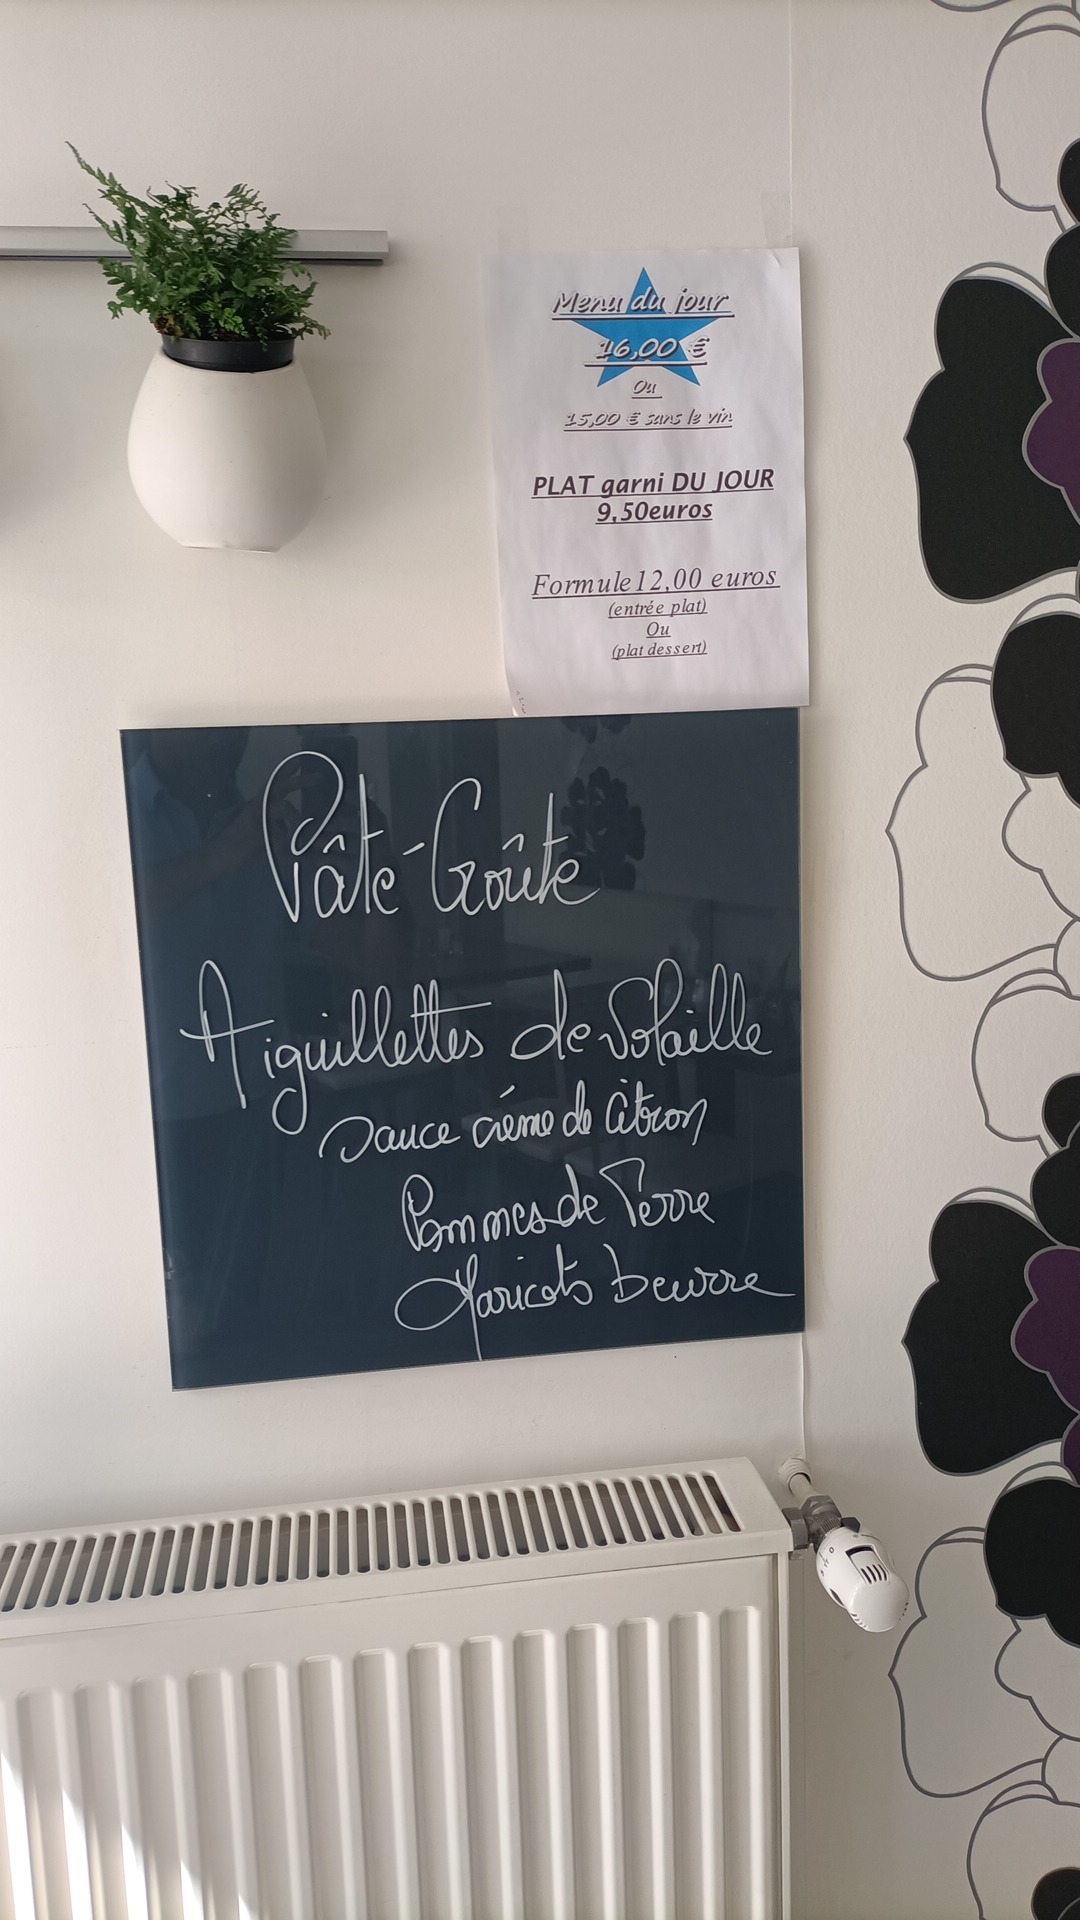 Menu du jour
16,00 €
Ou
15,00 € sans le vin
PLAT garni DU JOUR
9,50euros
Formule 12,00 euros
(entrée plat)
Ou
(plat dessert)
Pâté-Croûte
Aiguillettes de Volaille
sauce crème de Citron
Pommes de Terre
Haricots beurre